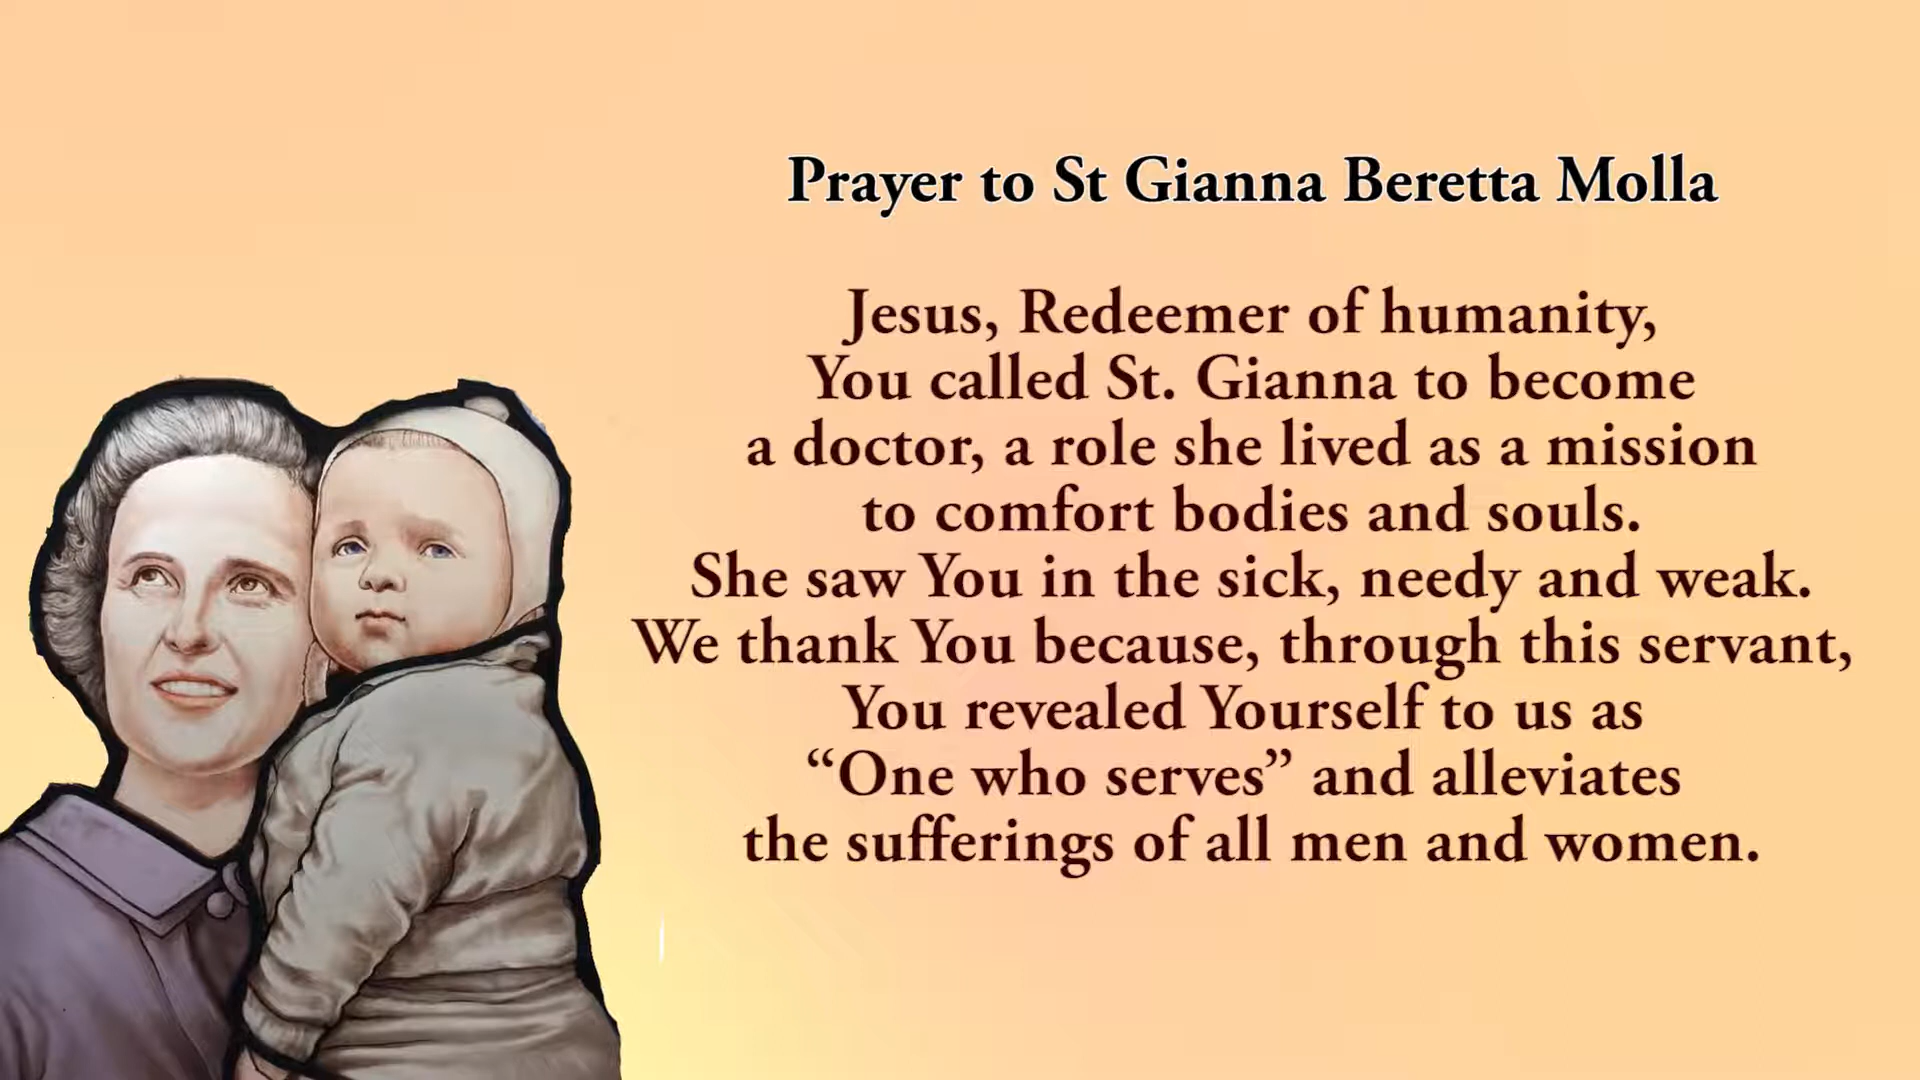 Prayer to St Gianna Beretta Molla
Jesus, Redeemer of humanity,
You called St. Gianna to become
a doctor, a role she lived as a mission
to comfort bodies and souls.
She saw You in the sick, needy and weak.
We thank You because, through this servant,
You revealed Yourself to us as
“One who serves” and alleviates
the sufferings of all men and women.